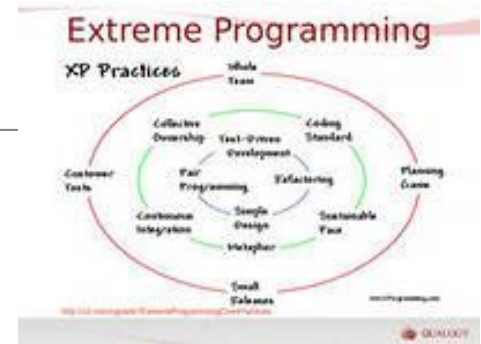 Extreme Programming
XP Practices
Whole
Team
Collective
Ownership
Coding
Standard
Test-Driven
Development
Customer
Tests
Planning
Game
Pair
Programming
Refactoring
Continuous
Integration
Simple
Design
Sustainable
Pace
Metaphor
Small
Releases
QUALOGY